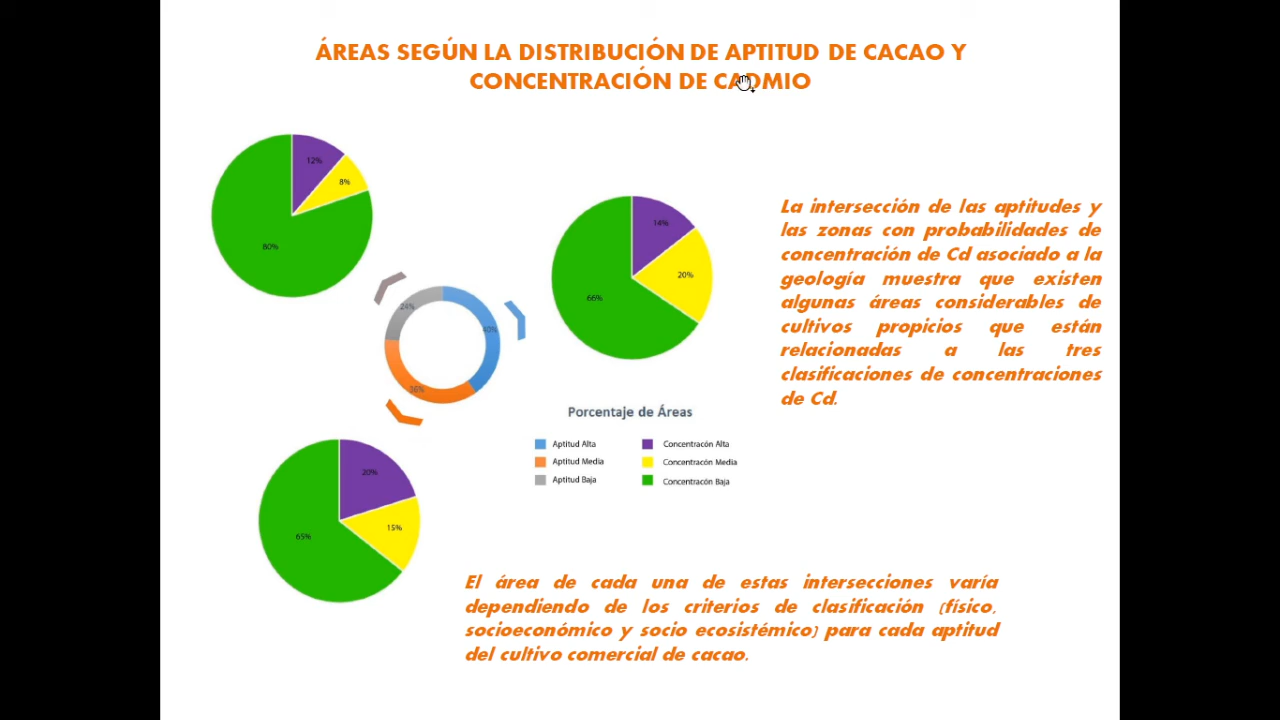 ÁREAS SEGÚN LA DISTRIBUCIÓN DE APTITUD DE CACAO Y
CONCENTRACIÓN DE CADMIO
12%
8%
80%
14%
20%
66%
24%
40%
36%
20%
15%
65%
Porcentaje de Áreas
Aptitud Alta
Aptitud Media
Aptitud Baja
Concentracón Alta
Concentracón Media
Concentracón Baja
La intersección de las aptitudes y
las zonas con probabilidades de
concentración de Cd asociado a la
geología muestra que existen
algunas áreas considerables de
cultivos propicios que están
relacionadas a las tres
clasificaciones de concentraciones
de Cd.
El área de cada una de estas intersecciones varía
dependiendo de los criterios de clasificación (físico,
socioeconómico y socio ecosistémico) para cada aptitud
del cultivo comercial de cacao.